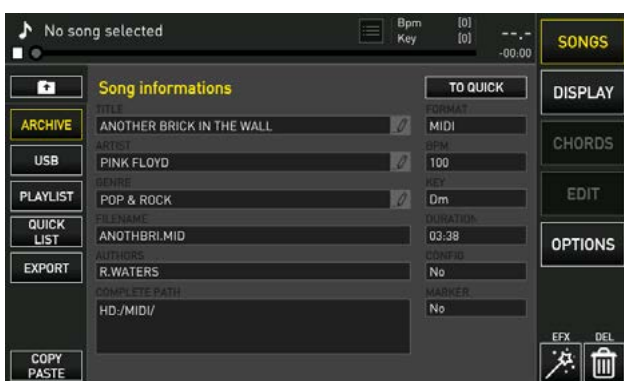 No song selected
Bpm [0]
Key [0]
--.-
-00:00
SONGS
DISPLAY
CHORDS
EDIT
OPTIONS
EFX DEL
ARCHIVE
USB
PLAYLIST
QUICK
LIST
EXPORT
COPY
PASTE
Song informations
TO QUICK
TITLE
ANOTHER BRICK IN THE WALL
ARTIST
PINK FLOYD
GENRE
POP & ROCK
FILENAME
ANOTHBRI.MID
AUTHORS
R.WATERS
COMPLETE PATH
HD:/MIDI/
FORMAT
MIDI
BPM
100
KEY
Dm
DURATION
03:38
CONFIG
No
MARKER
No